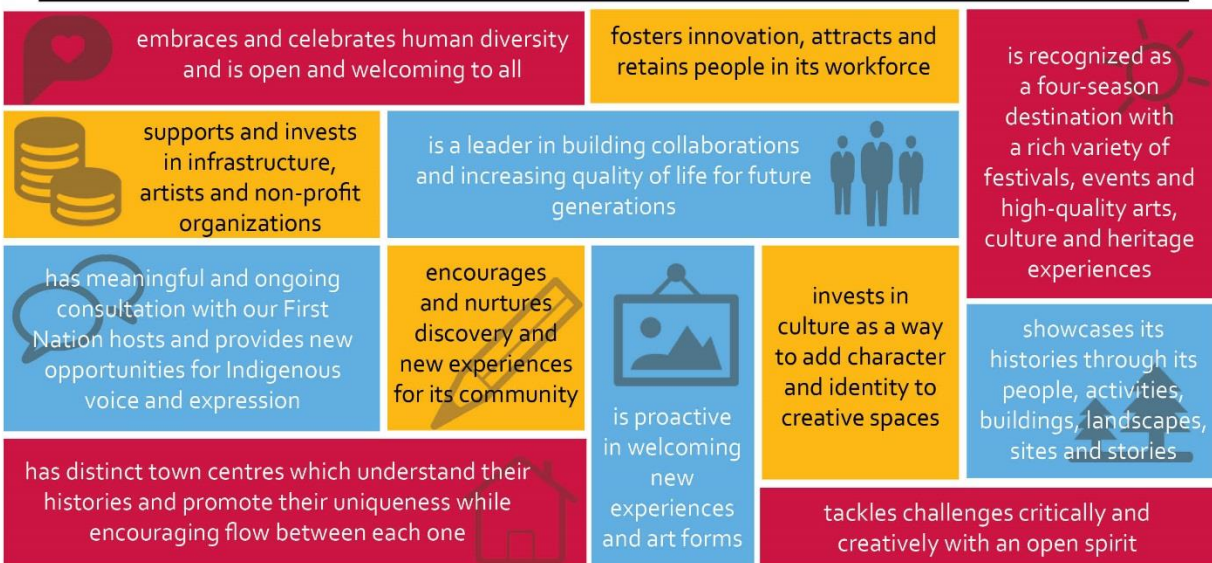 embraces and celebrates human diversity
and is open and welcoming to all
fosters innovation, attracts and
retains people in its workforce
is recognized as
a four-season
destination with
a rich variety of
festivals, events and
high-quality arts,
culture and heritage
experiences
supports and invests
in infrastructure,
artists and non-profit
organizations
is a leader in building collaborations
and increasing quality of life for future
generations
has meaningful and ongoing
consultation with our First
Nation hosts and provides new
opportunities for Indigenous
voice and expression
encourages
and nurtures
discovery and
new experiences
for its community
is proactive
in welcoming
new
experiences
and art forms
invests in
culture as a way
to add character
and identity to
creative spaces
showcases its
histories through its
people, activities,
buildings, landscapes,
sites and stories
has distinct town centres which understand their
histories and promote their uniqueness while
encouraging flow between each one
tackles challenges critically and
creatively with an open spirit